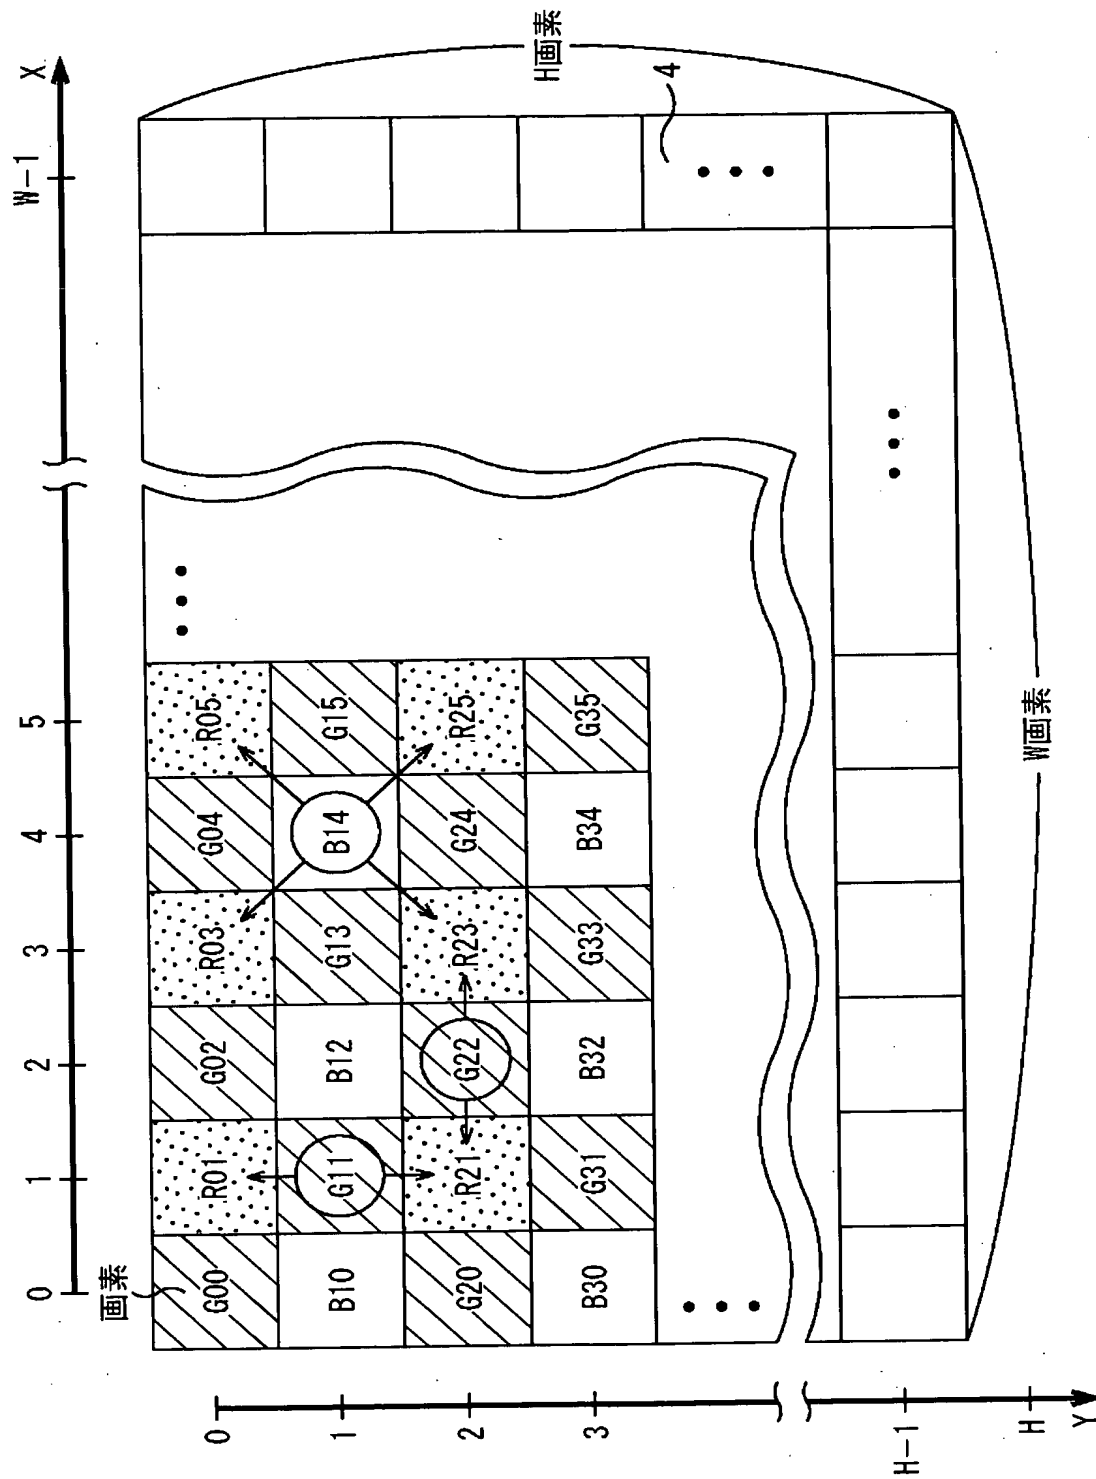 0 1 2 3 4 5 W-1 X
画素
G00 R01 G02 R03 G04 R05
B10 G11 B12 G13 B14 G15
G20 R21 G22 R23 G24 R25
B30 G31 B32 G33 B34 G35
0
1
2
3
H-1
H
Y
4
H画素
W画素